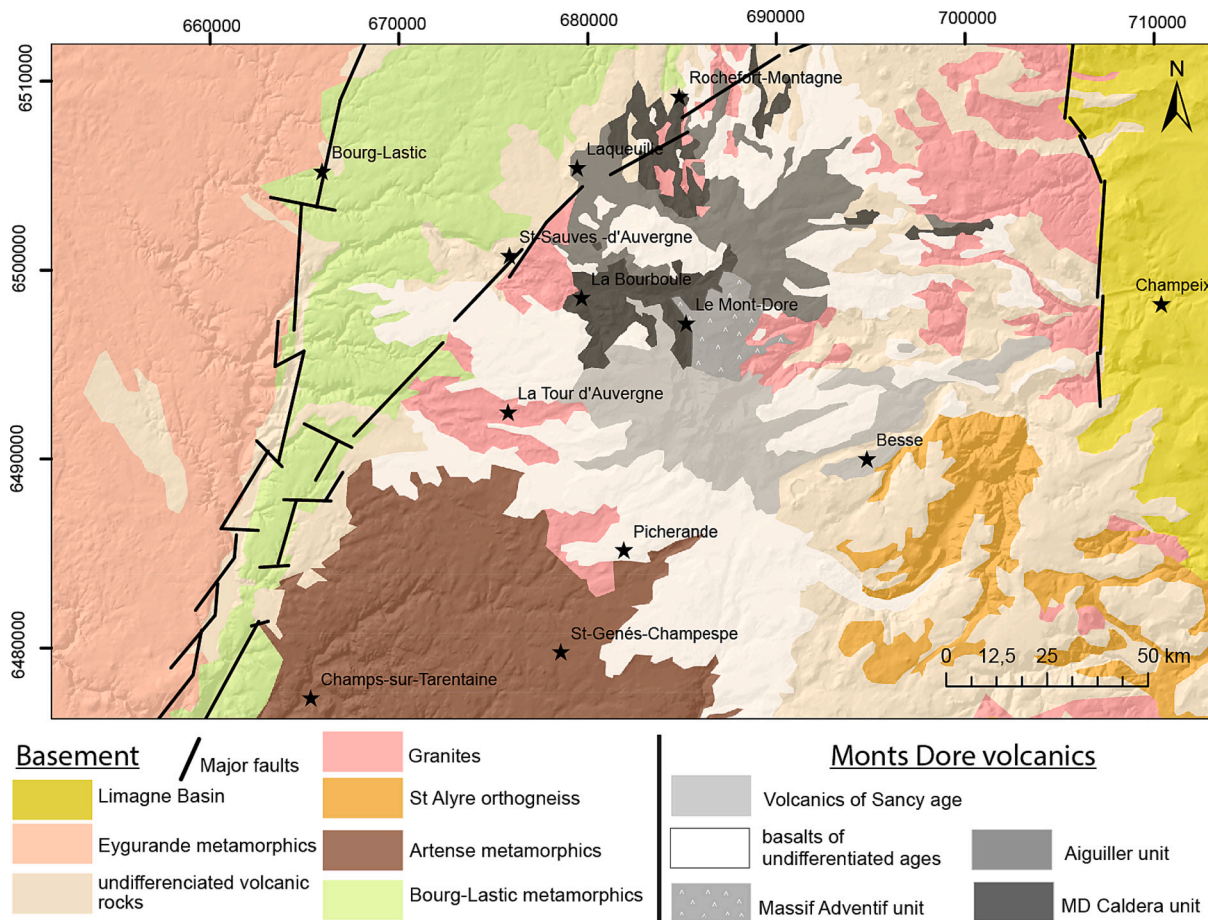 660000
670000
680000
690000
700000
710000
6510000
6500000
6490000
6480000
N
Rochefort-Montagne
Bourg-Lastic
Laqueuille
St-Sauves -d'Auvergne
La Bourboule
Champeix
Le Mont-Dore
La Tour d'Auvergne
Besse
Picherande
St-Genés-Champespe
Champs-sur-Tarentaine
0 12,5 25 50 km
Basement
Major faults
Limagne Basin
Eygurande metamorphics
undifferenciated volcanic
rocks
Granites
St Alyre orthogneiss
Artense metamorphics
Bourg-Lastic metamorphics
Monts Dore volcanics
Volcanics of Sancy age
basalts of
undifferentiated ages
Massif Adventif unit
Aiguiller unit
MD Caldera unit